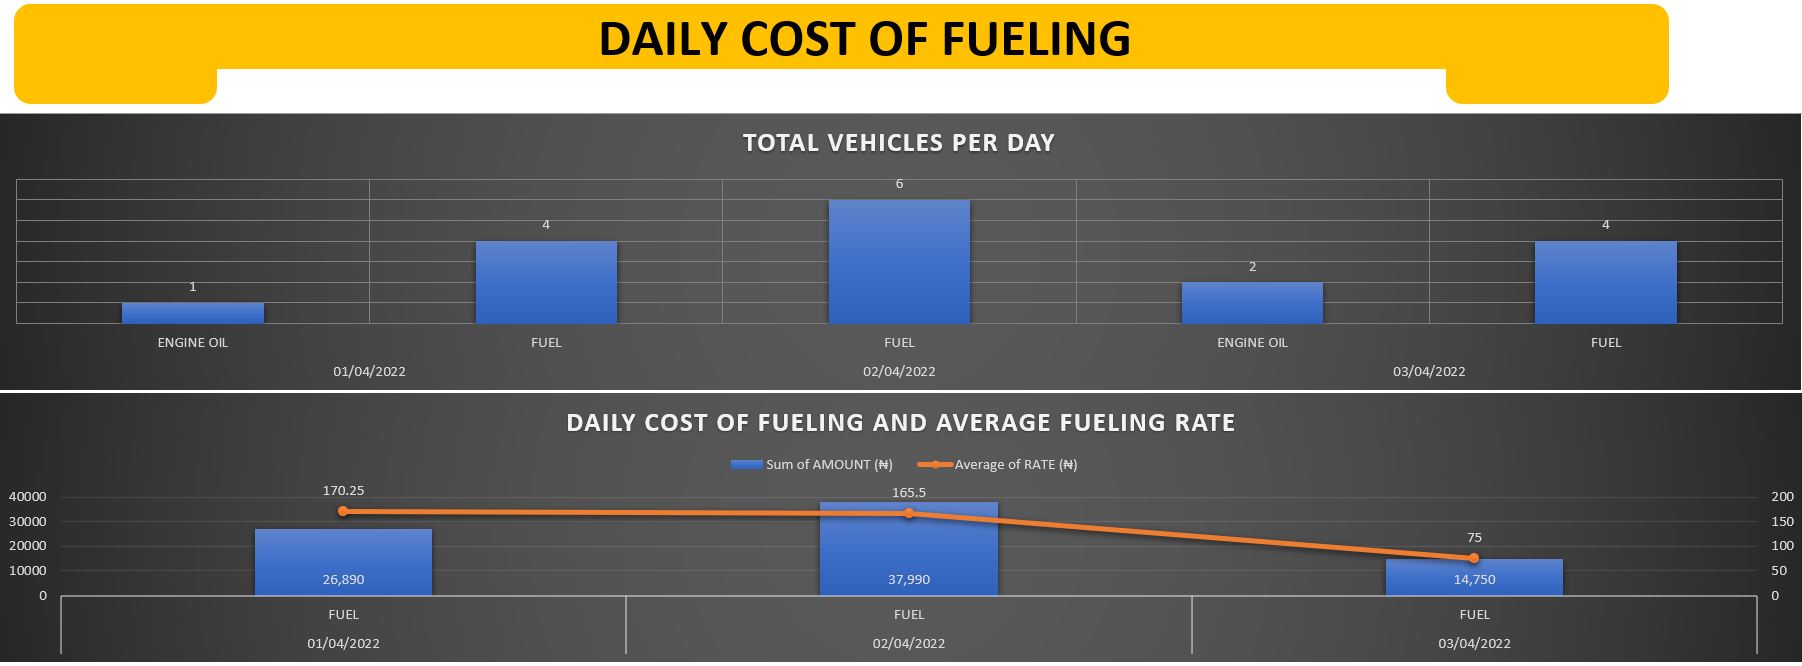 DAILY COST OF FUELING
TOTAL VEHICLES PER DAY
1 4 6 2 4
ENGINE OIL FUEL FUEL ENGINE OIL FUEL
01/04/2022 02/04/2022 03/04/2022
DAILY COST OF FUELING AND AVERAGE FUELING RATE
Sum of AMOUNT (₦) Average of RATE (₦)
170.25 165.5 75
40000 200
30000 150
20000 100
10000 50
26,890 37,990 14,750
0 0
FUEL FUEL FUEL
01/04/2022 02/04/2022 03/04/2022